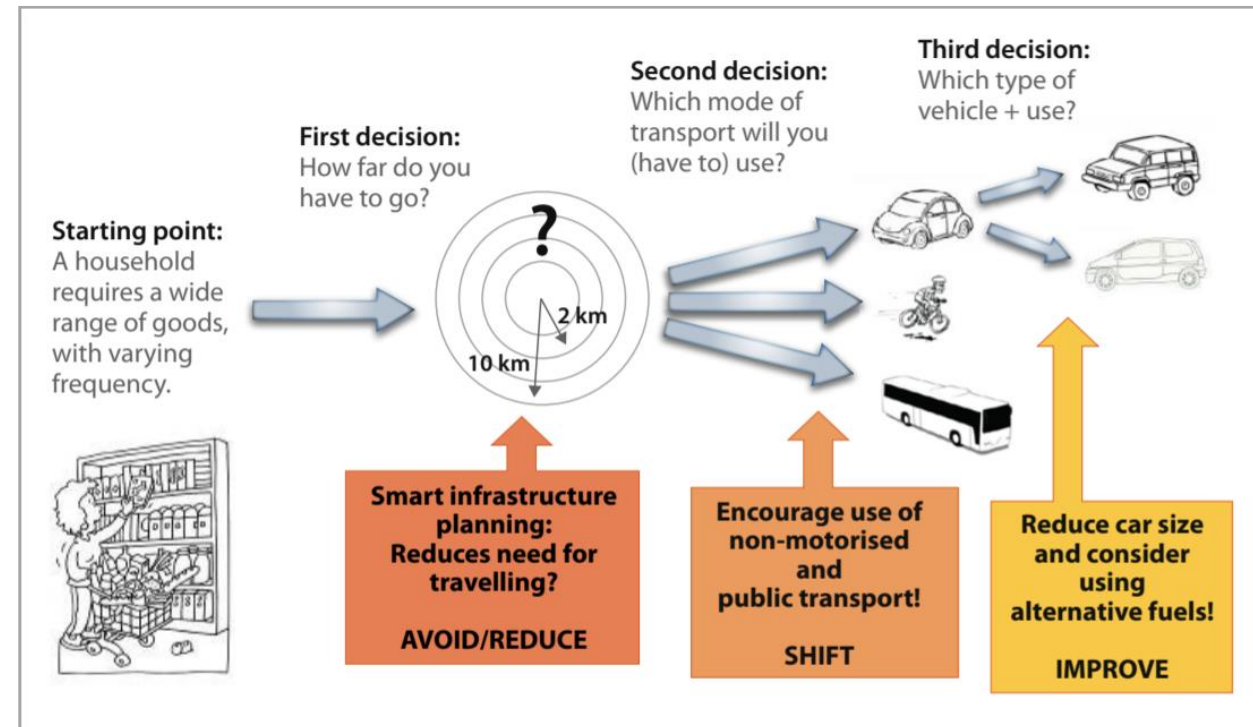 Starting point:
A household
requires a wide
range of goods,
with varying
frequency.
First decision:
How far do you
have to go?
?
2 km
10 km
Second decision:
Which mode of
transport will you
(have to) use?
Third decision:
Which type of
vehicle + use?
Smart infrastructure
planning:
Reduces need for
travelling?
AVOID/REDUCE
Encourage use of
non-motorised
and
public transport!
SHIFT
Reduce car size
and consider
using
alternative fuels!
IMPROVE